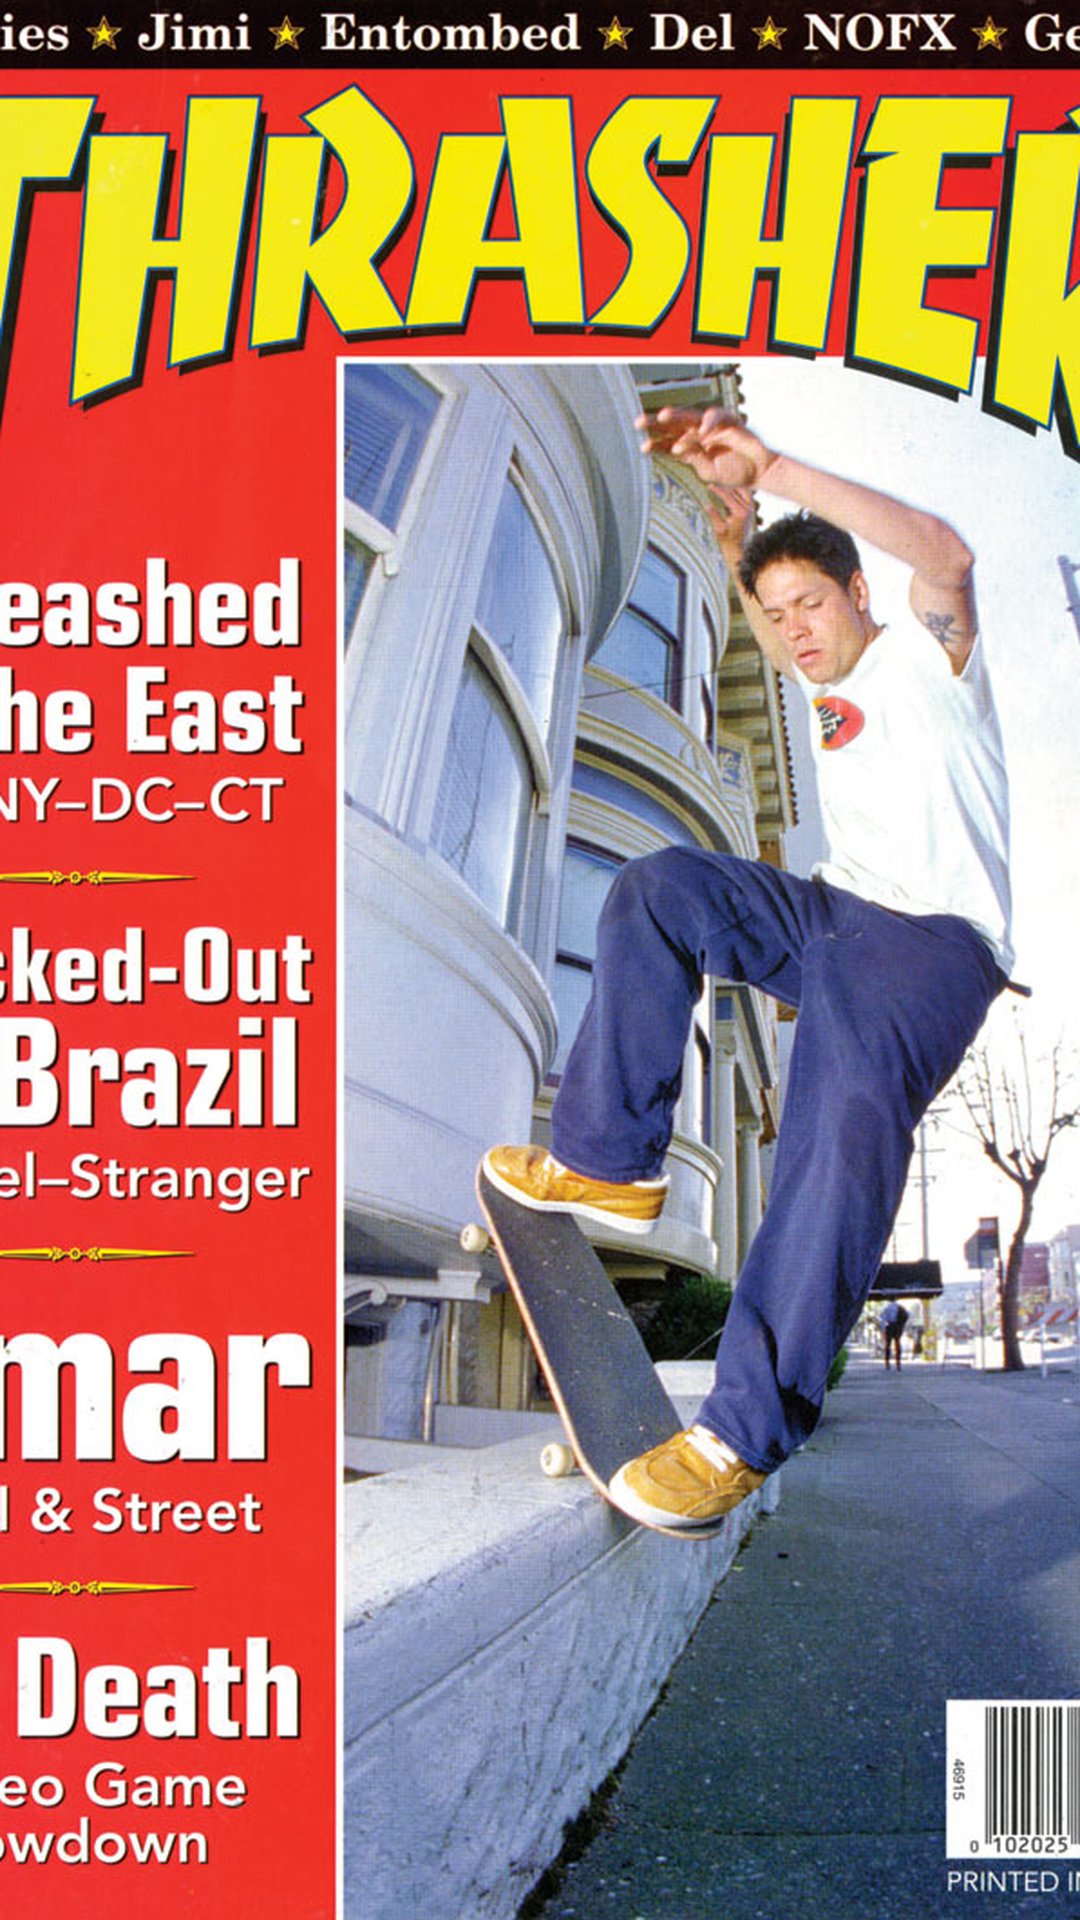 ies ★ Jimi ★ Entombed ★ Del ★ NOFX ★ Ge
THRASHER
eashed
he East
NY–DC–CT
cked-Out
Brazil
el–Stranger
mar
d & Street
Death
eo Game
owdown
46915
0 102025
PRINTED IN